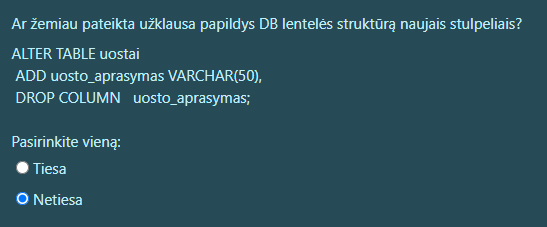 Ar žemiau pateikta užklausa papildys DB lentelės struktūrą naujais stulpeliais?
ALTER TABLE uostai
ADD uosto_aprasymas VARCHAR(50),
DROP COLUMN uosto_aprasymas;
Pasirinkite vieną:
Tiesa
Netiesa